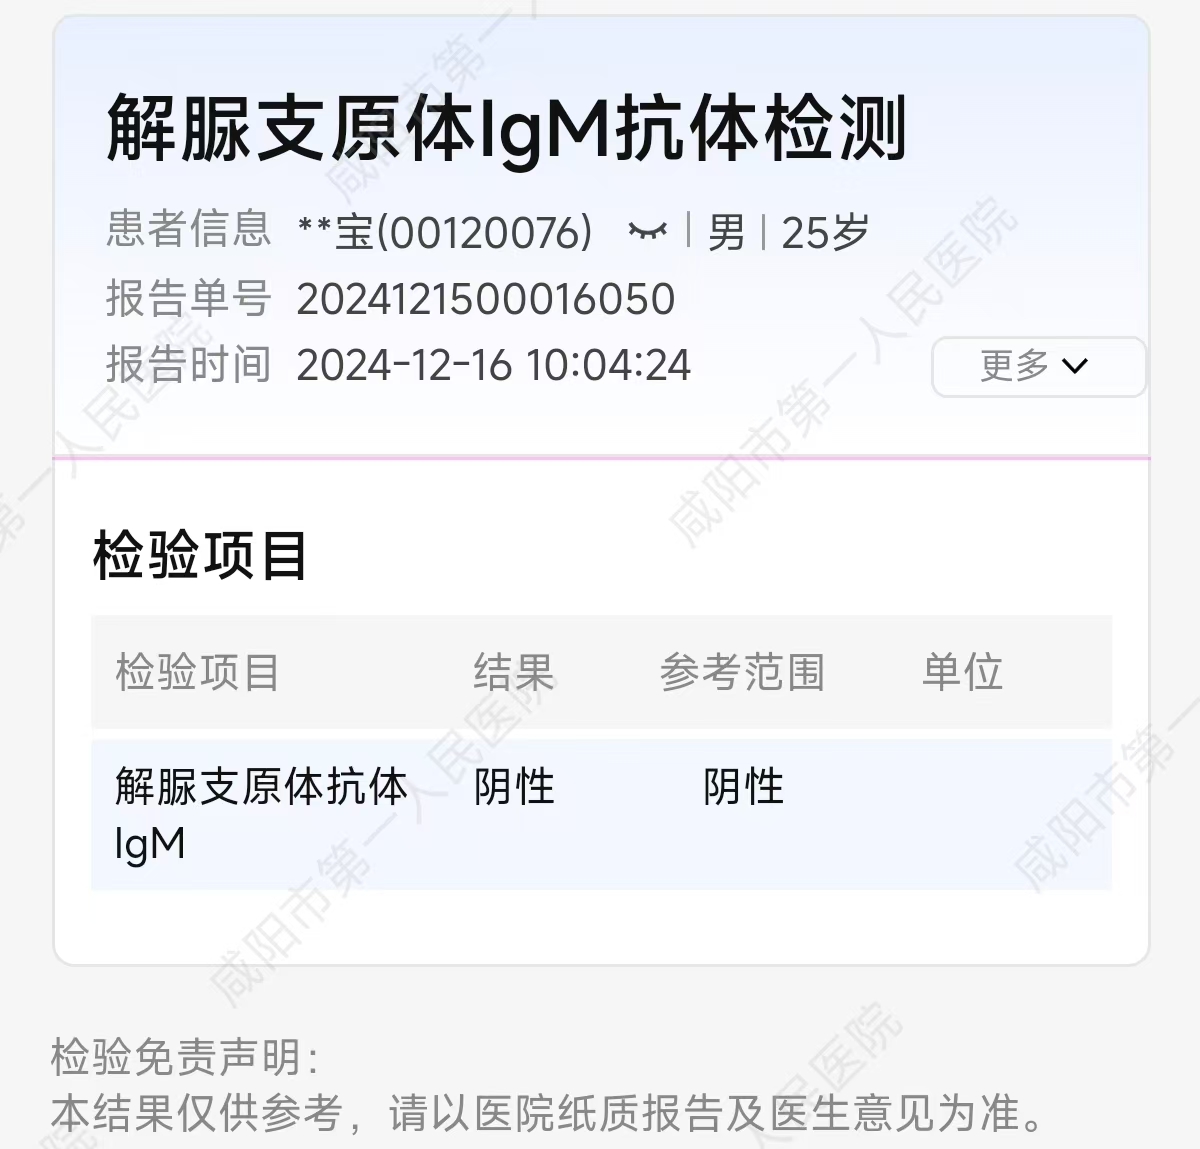 解脲支原体IgM抗体检测
患者信息 **宝(00120076) | 男 | 25岁
报告单号 2024121500016050
报告时间 2024-12-16 10:04:24
更多
检验项目
检验项目 结果 参考范围 单位
解脲支原体抗体IgM 阴性 阴性
检验免责声明：
本结果仅供参考，请以医院纸质报告及医生意见为准。
咸阳市第一人民医院